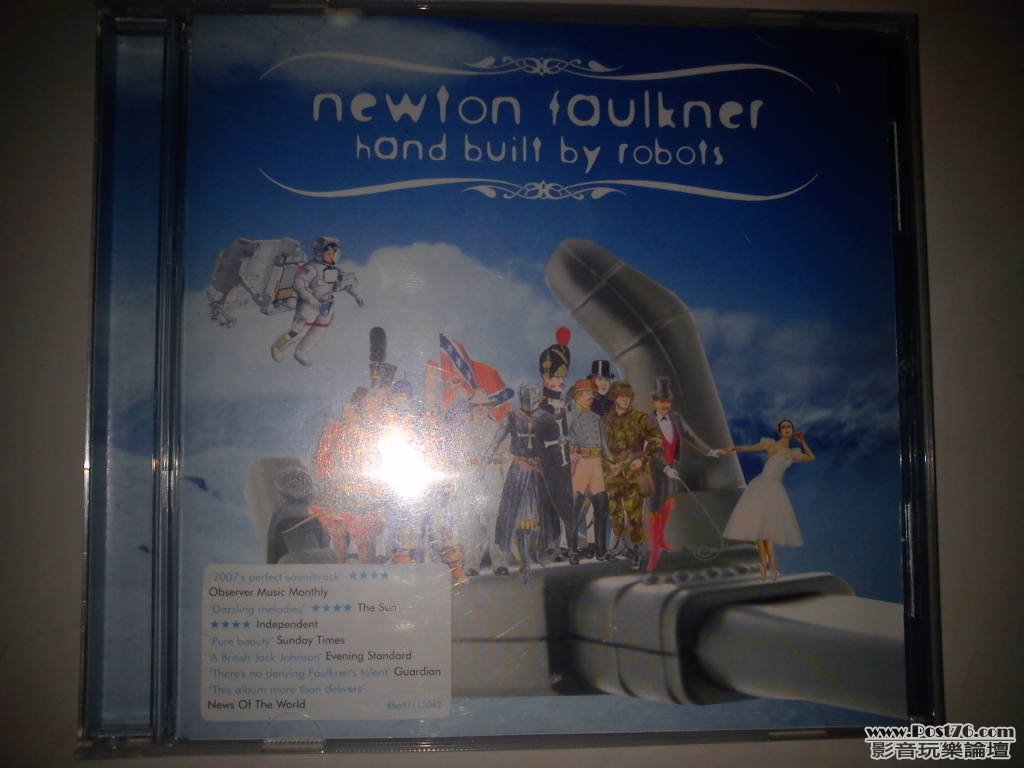 newton faulkner
hand built by robots
'2007's perfect soundtrack' ★★★★
Observer Music Monthly
'Dazzling melodies' ★★★★ The Sun
★★★★ Independent
'Pure beauty' Sunday Times
'A British Jack Johnson' Evening Standard
'There's no denying Faulkner's talent' Guardian
'This album more than delivers'
News Of The World
www.Post76.com
影音玩樂論壇